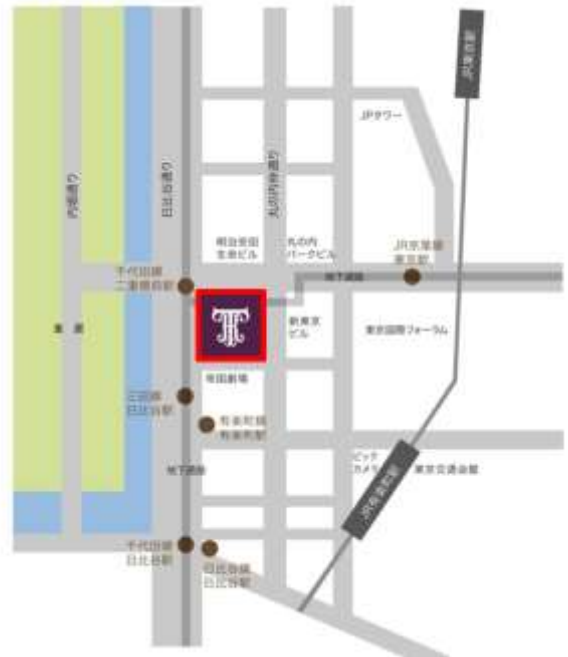 JR東京駅
JPタワー
内堀通り
日比谷通り
丸の内仲通り
明治安田
生命ビル
丸の内
パークビル
JR京葉線
東京駅
千代田線
二重橋前駅
地下通路
新東京
ビル
東京国際フォーラム
帝国劇場
三田線
日比谷駅
有楽町線
有楽町駅
ビック
カメラ
東京交通会館
JR有楽町駅
地下通路
千代田線
日比谷駅
日比谷線
日比谷駅